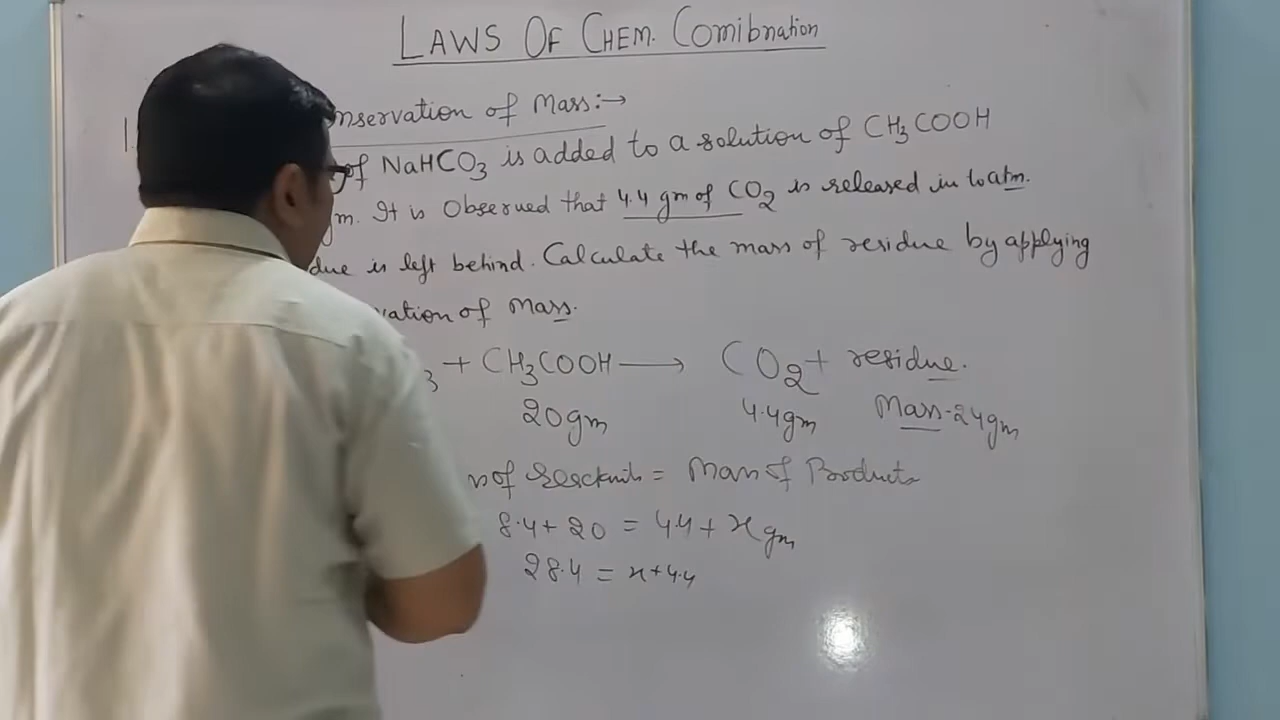 LAWS OF CHEM. Comibnation
1. nservation of Mass:→
of NaHCO3 is added to a solution of CH3COOH
gm. It is Observed that 4.4 gm of CO2 is released in to atm.
due is left behind. Calculate the mass of residue by applying
vation of Mass.
3 + CH3COOH → CO2 + residue.
20gm 4.4gm Mass-24gm
of = Mass of Products
8.4 + 20 = 4.4 + x gm
28.4 = x + 4.4